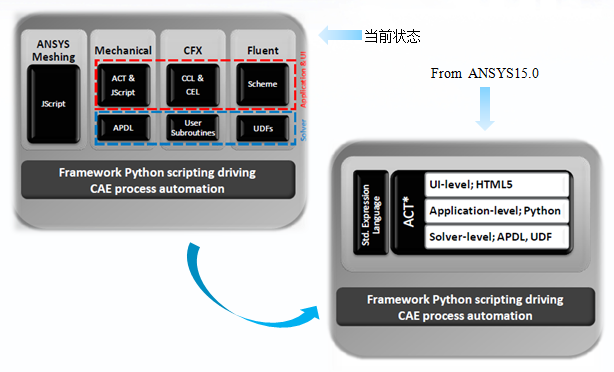 当前状态
ANSYS
Meshing
Mechanical
CFX
Fluent
JScript
ACT &
JScript
CCL &
CEL
Scheme
Application & UI
APDL
User
Subroutines
UDFs
Solver
Framework Python scripting driving
CAE process automation
From ANSYS15.0
Std. Expression
Language
ACT*
UI-level; HTML5
Application-level; Python
Solver-level; APDL, UDF
Framework Python scripting driving
CAE process automation